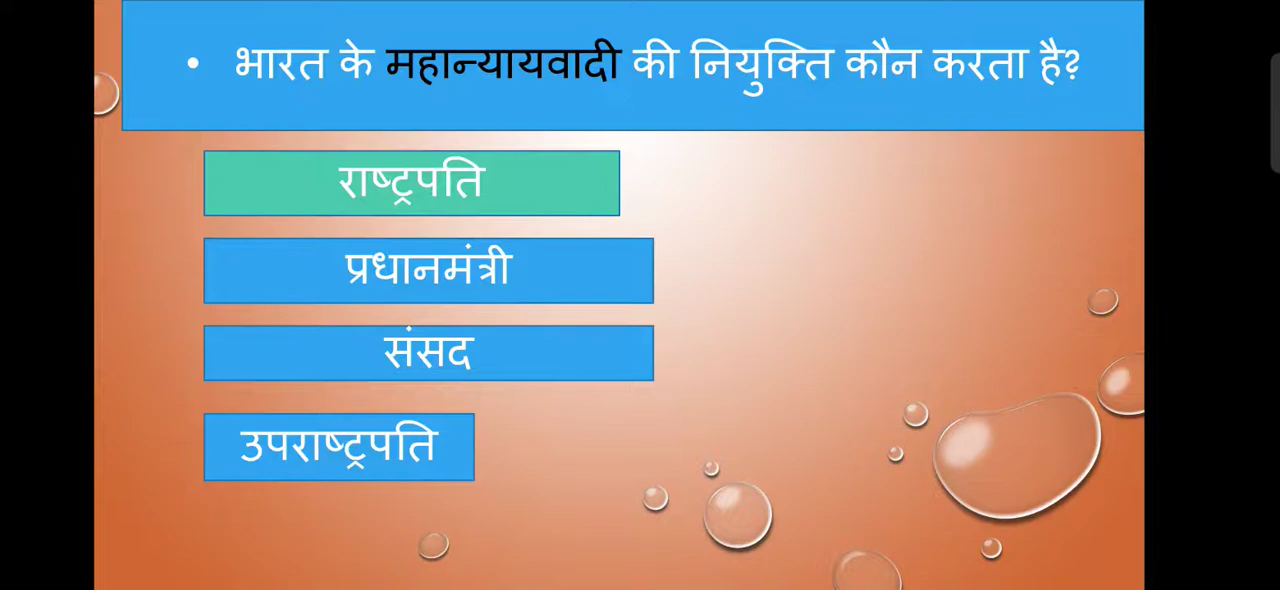 • भारत के महान्यायवादी की नियुक्ति कौन करता है?
राष्ट्रपति
प्रधानमंत्री
संसद
उपराष्ट्रपति